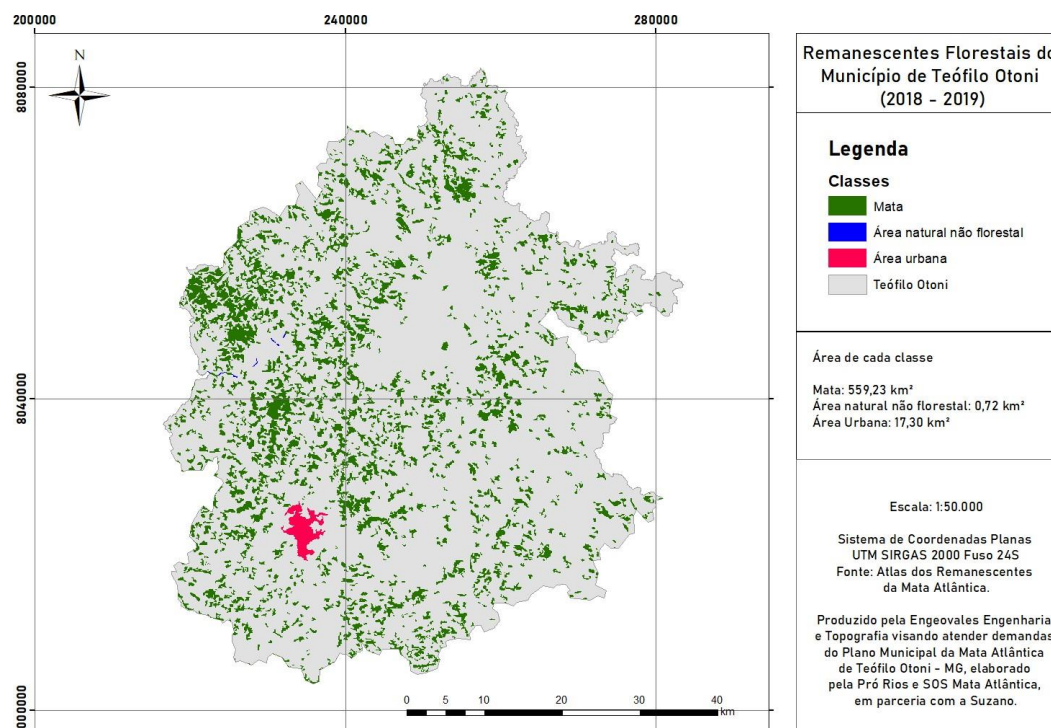 200000
240000
280000
8080000
8040000
N
Remanescentes Florestais do
Município de Teófilo Otoni
(2018 - 2019)
Legenda
Classes
Mata
Área natural não florestal
Área urbana
Teófilo Otoni
Área de cada classe
Mata: 559,23 km²
Área natural não florestal: 0,72 km²
Área Urbana: 17,30 km²
Escala: 1:50.000
Sistema de Coordenadas Planas
UTM SIRGAS 2000 Fuso 24S
Fonte: Atlas dos Remanescentes
da Mata Atlântica.
Produzido pela Engeovales Engenharia
e Topografia visando atender demandas
do Plano Municipal da Mata Atlântica
de Teófilo Otoni - MG, elaborado
pela Pró Rios e SOS Mata Atlântica,
em parceria com a Suzano.
0 5 10 20 30 40
km